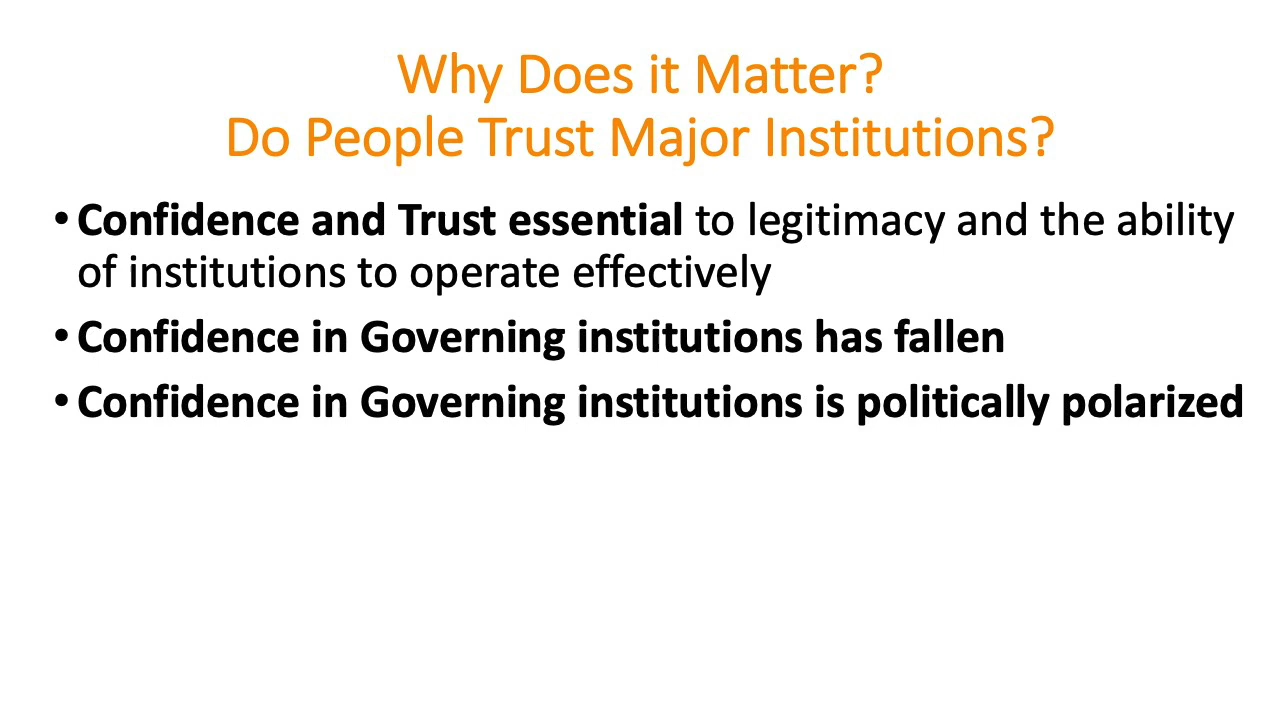 Why Does it Matter?
Do People Trust Major Institutions?
• Confidence and Trust essential to legitimacy and the ability
of institutions to operate effectively
• Confidence in Governing institutions has fallen
• Confidence in Governing institutions is politically polarized